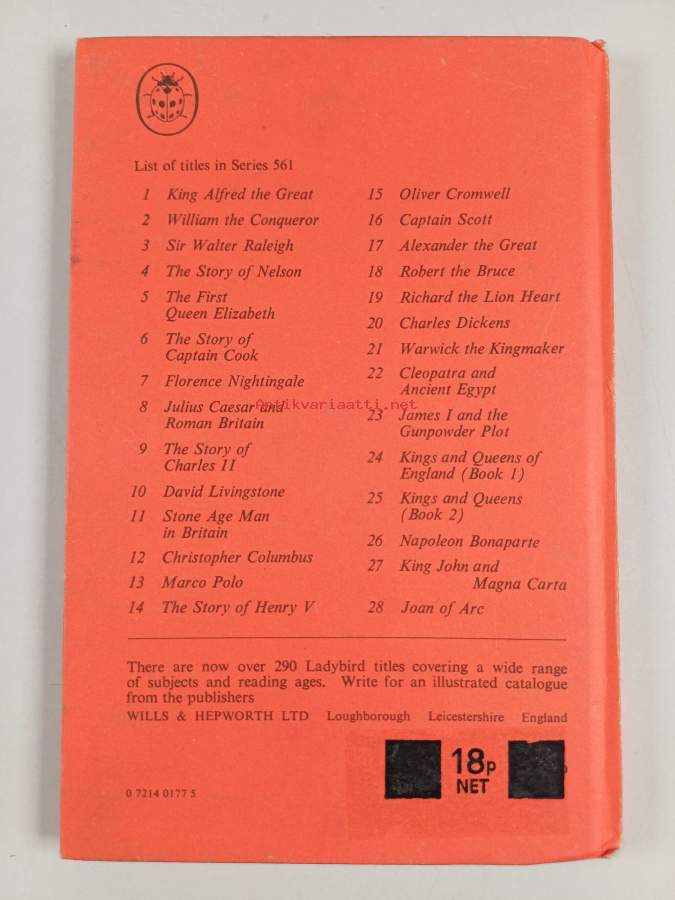 List of titles in Series 561
1 King Alfred the Great
2 William the Conqueror
3 Sir Walter Raleigh
4 The Story of Nelson
5 The First
Queen Elizabeth
6 The Story of
Captain Cook
7 Florence Nightingale
8 Julius Caesar and
Roman Britain
9 The Story of
Charles II
10 David Livingstone
11 Stone Age Man
in Britain
12 Christopher Columbus
13 Marco Polo
14 The Story of Henry V
15 Oliver Cromwell
16 Captain Scott
17 Alexander the Great
18 Robert the Bruce
19 Richard the Lion Heart
20 Charles Dickens
21 Warwick the Kingmaker
22 Cleopatra and
Ancient Egypt
23 James I and the
Gunpowder Plot
24 Kings and Queens of
England (Book 1)
25 Kings and Queens
(Book 2)
26 Napoleon Bonaparte
27 King John and
Magna Carta
28 Joan of Arc
Antikvariaatti.net
There are now over 290 Ladybird titles covering a wide range
of subjects and reading ages. Write for an illustrated catalogue
from the publishers
WILLS & HEPWORTH LTD Loughborough Leicestershire England
18p
NET
0 7214 0177 5